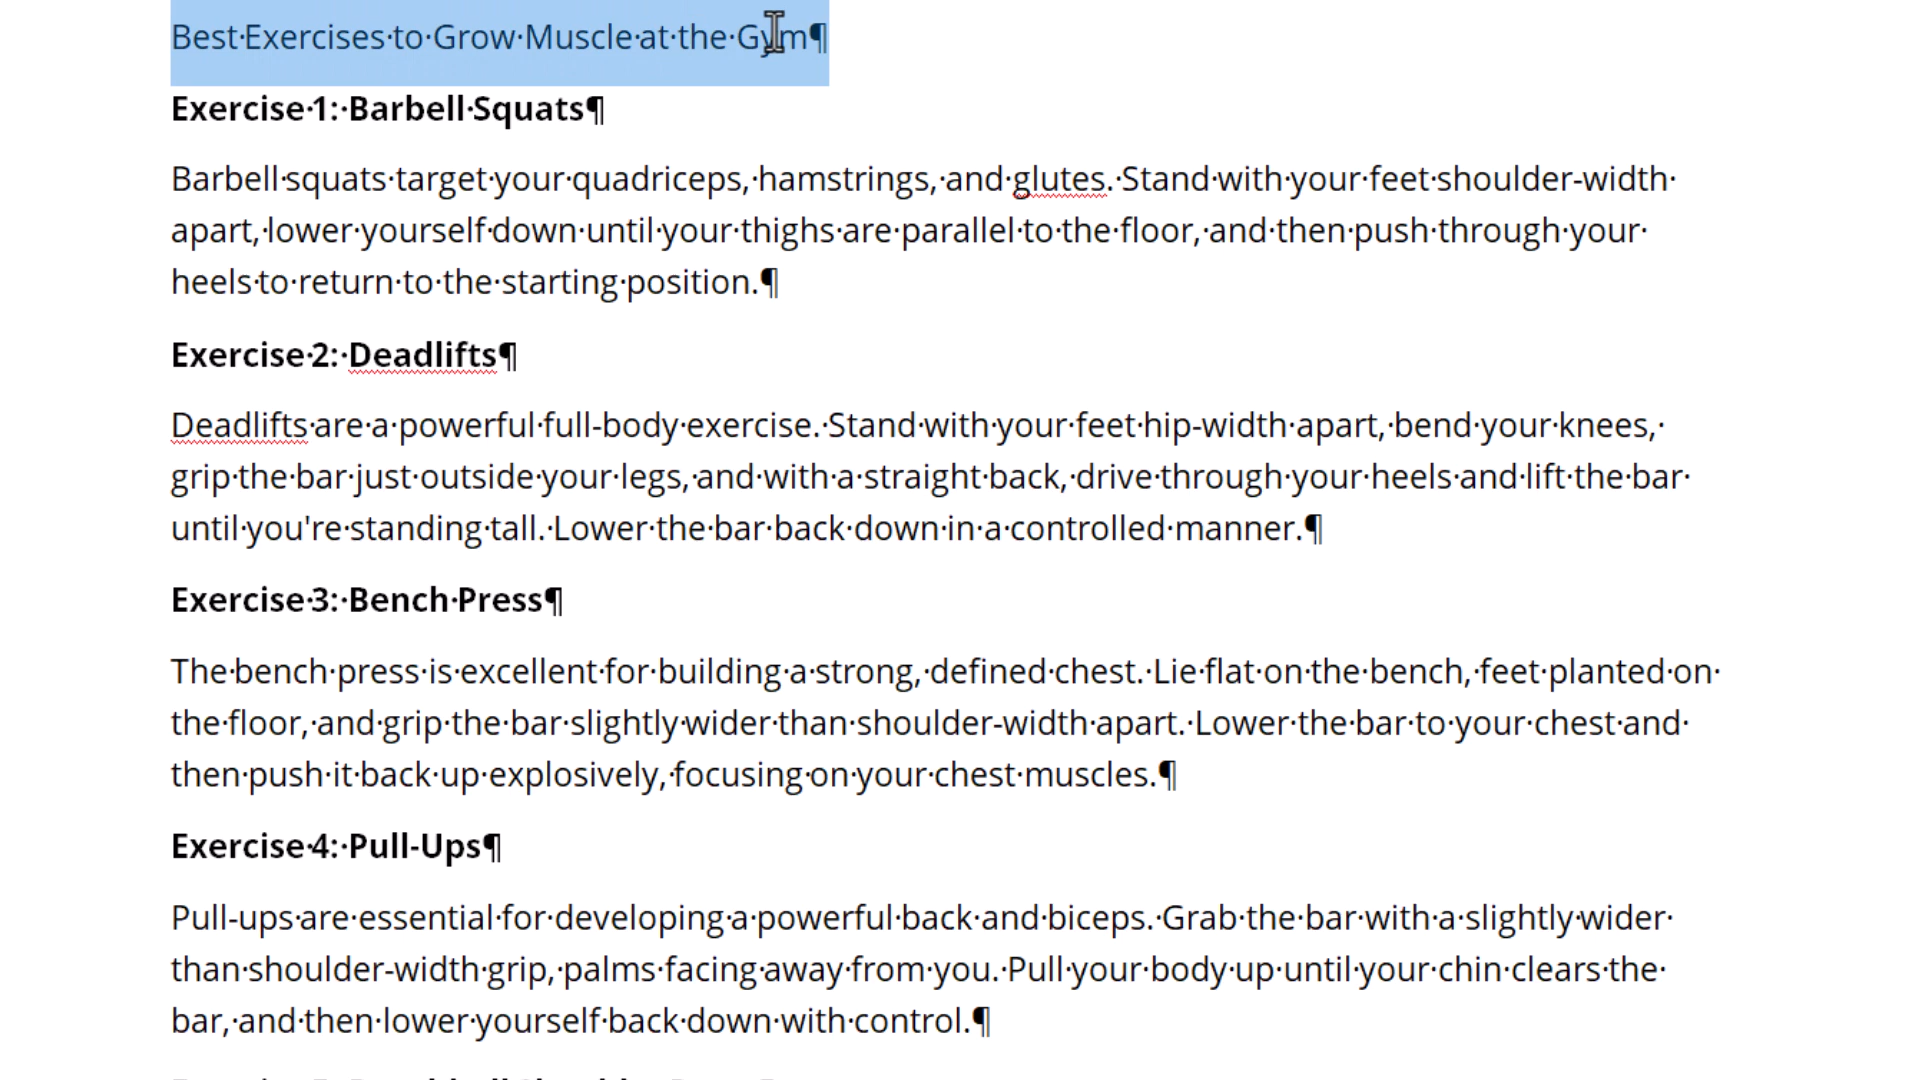 Best Exercises to Grow Muscle at the Gym¶
Exercise 1: Barbell Squats¶
Barbell squats target your quadriceps, hamstrings, and glutes. Stand with your feet shoulder-width
apart, lower yourself down until your thighs are parallel to the floor, and then push through your
heels to return to the starting position.¶
Exercise 2: Deadlifts¶
Deadlifts are a powerful full-body exercise. Stand with your feet hip-width apart, bend your knees,
grip the bar just outside your legs, and with a straight back, drive through your heels and lift the bar
until you're standing tall. Lower the bar back down in a controlled manner.¶
Exercise 3: Bench Press¶
The bench press is excellent for building a strong, defined chest. Lie flat on the bench, feet planted on
the floor, and grip the bar slightly wider than shoulder-width apart. Lower the bar to your chest and
then push it back up explosively, focusing on your chest muscles.¶
Exercise 4: Pull-Ups¶
Pull-ups are essential for developing a powerful back and biceps. Grab the bar with a slightly wider
than shoulder-width grip, palms facing away from you. Pull your body up until your chin clears the
bar, and then lower yourself back down with control.¶